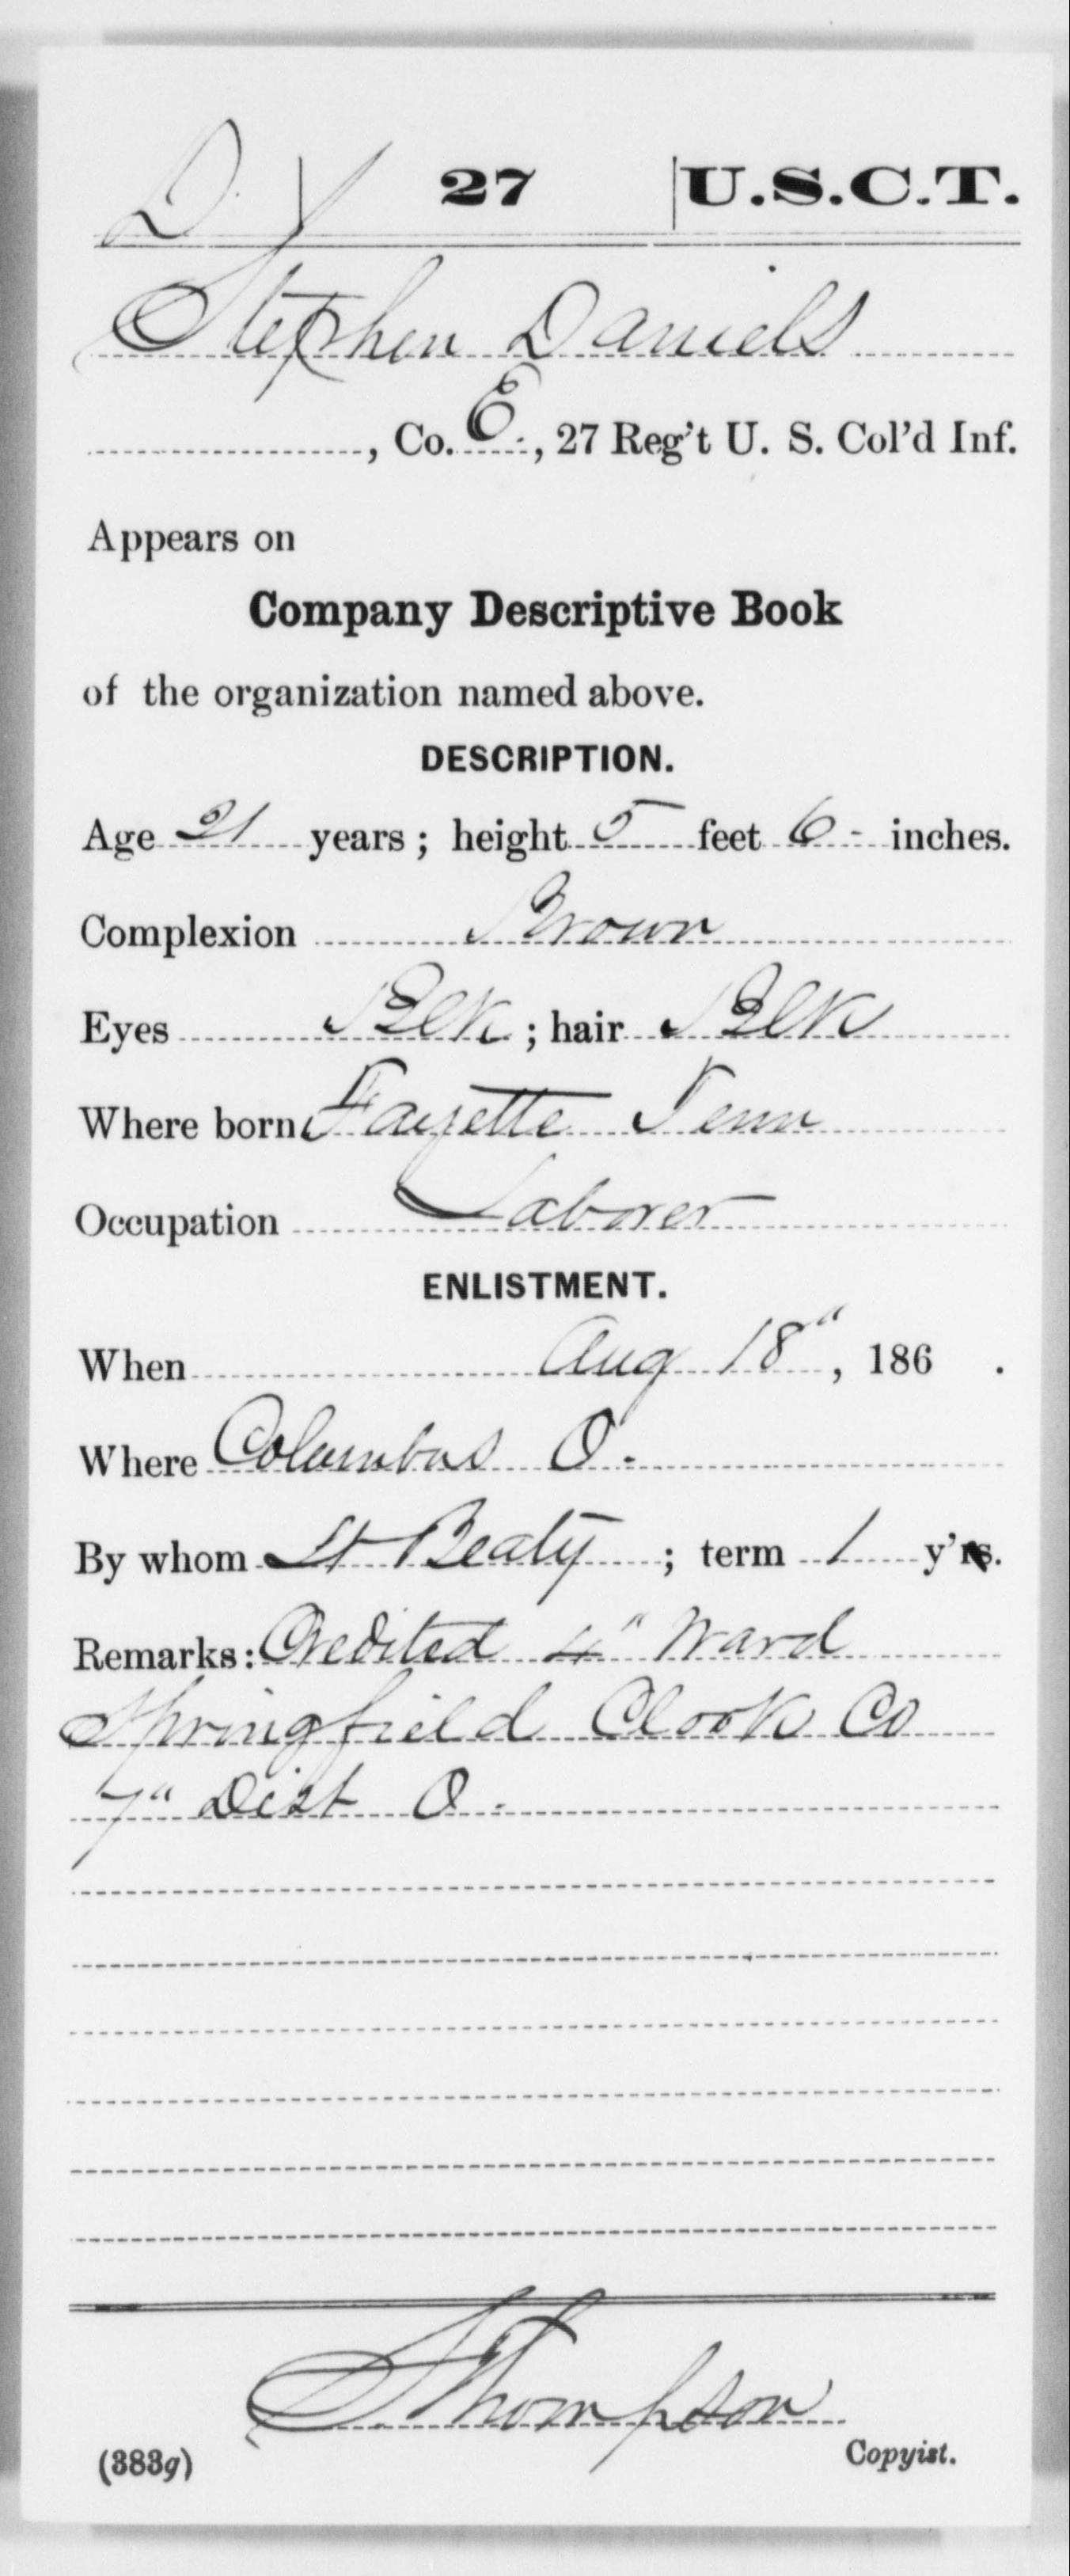 D | 27 | U.S.C.T.
Stephen Daniels
, Co. E, 27 Reg't U. S. Col'd Inf.
Appears on
Company Descriptive Book
of the organization named above.
DESCRIPTION.
Age 21 years; height 5 feet 6 inches.
Complexion Brown
Eyes Blk; hair Blk
Where born Fayette Tenn
Occupation Laborer
ENLISTMENT.
When Aug 18", 186 .
Where Columbus O.
By whom Lt Beaty; term 1 y'rs.
Remarks: Credited 4" Ward
Springfield Clook Co
7" Dist O.
Thompson
(383g) Copyist.